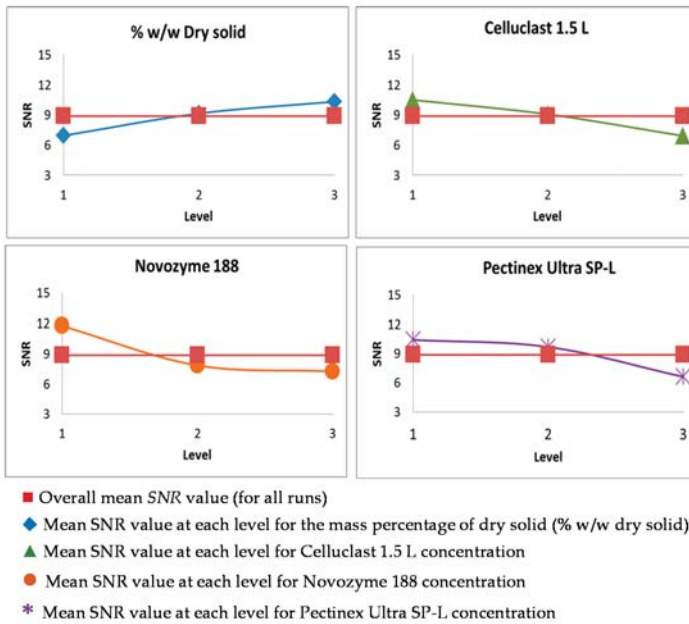 % w/w Dry solid
15
12
9
6
3
SNR
1
2
3
Level
Celluclast 1.5 L
15
12
9
6
3
SNR
1
2
3
Level
Novozyme 188
15
12
9
6
3
SNR
1
2
3
Level
Pectinex Ultra SP-L
15
12
9
6
3
SNR
1
2
3
Level
Overall mean SNR value (for all runs)
Mean SNR value at each level for the mass percentage of dry solid (% w/w dry solid)
Mean SNR value at each level for Celluclast 1.5 L concentration
Mean SNR value at each level for Novozyme 188 concentration
Mean SNR value at each level for Pectinex Ultra SP-L concentration